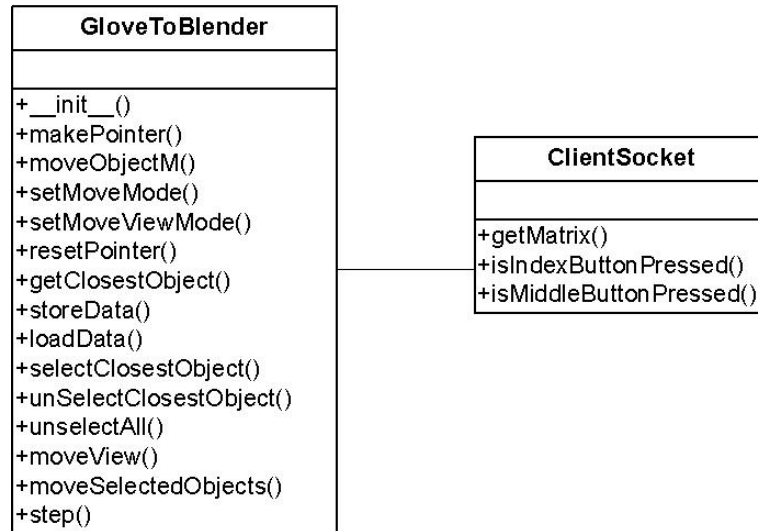 GloveToBlender
+__init__()
+makePointer()
+moveObjectM()
+setMoveMode()
+setMoveViewMode()
+resetPointer()
+getClosestObject()
+storeData()
+loadData()
+selectClosestObject()
+unSelectClosestObject()
+unselectAll()
+moveView()
+moveSelectedObjects()
+step()
ClientSocket
+getMatrix()
+isIndexButtonPressed()
+isMiddleButtonPressed()